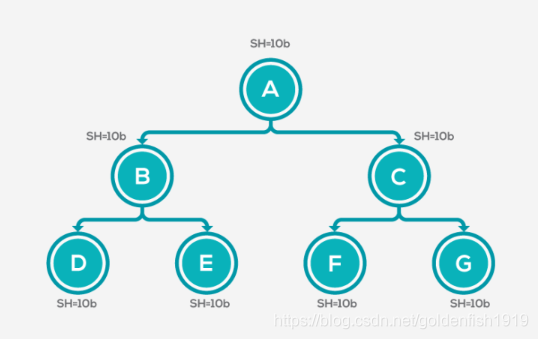 SH=10b
A
SH=10b
SH=10b
B
C
D
E
F
G
SH=10b
SH=10b
SH=10b
SH=10b
https://blog.csdn.net/goldenfish1919